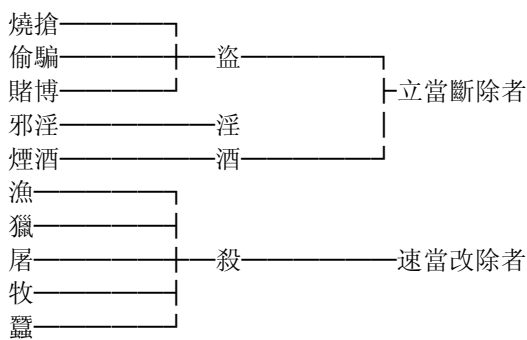 燒搶
偷騙 盜
賭博 立當斷除者
邪淫 淫
煙酒 酒
漁
獵
屠 殺 速當改除者
牧
蠶